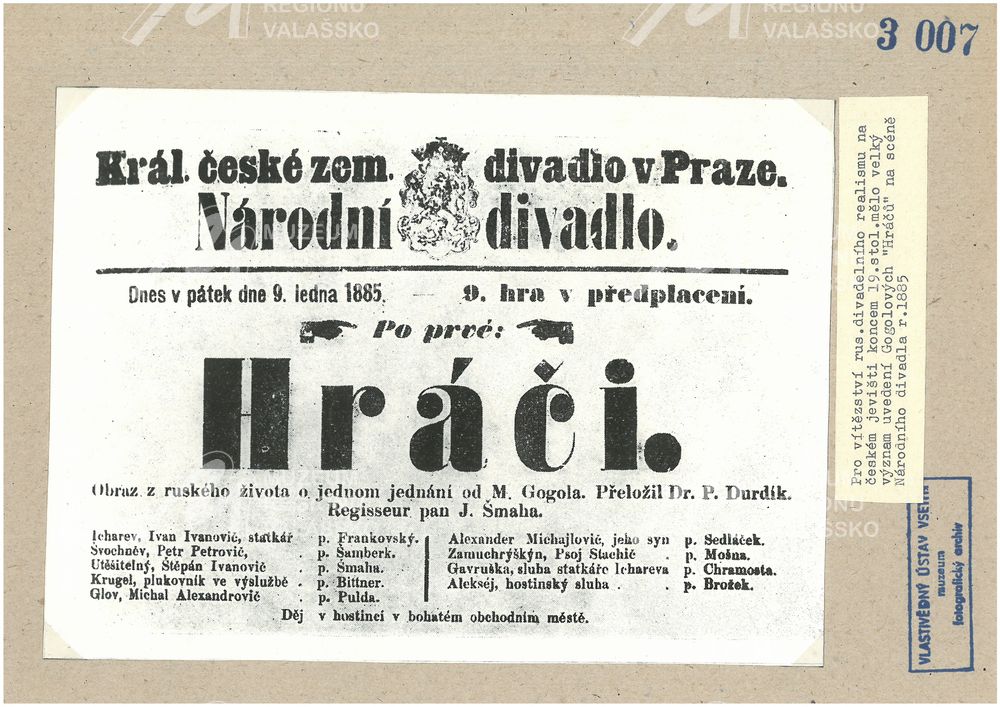 REGIONU
VALAŠSKO
REGIONU
VALAŠSKO
3 007
Král. české zem. divadlo v Praze.
Národní divadlo.
MUZEUM
Dnes v pátek dne 9. ledna 1885. — 9. hra v předplacení.
Po prvé:
Hráči.
Obraz z ruského života o jednom jednání od M. Gogola. Přeložil Dr. P. Durdík.
Regisseur pan J. Šmaha.
Icharev, Ivan Ivanovič, statkář p. Frankovský.
Švochněv, Petr Petrovič, p. Šamberk.
Utěšitelný, Štěpán Ivanovič . p. Šmaha.
Krugel, plukovník ve výslužbě . p. Bittner.
Glov, Michal Alexandrovič . p. Pulda.
Alexander Michajlovič, jeho syn p. Sedláček.
Zamuchryškýn, Psoj Stachič . p. Mošna.
Gavruška, sluha statkáře Ichareva p. Chramosta.
Aleksěj, hostinský sluha . . p. Brožek.
Děj v hostinci v bohatém obchodním městě.
Pro vítězství rus.divadelního realismu na
českém jevišti koncem 19.stol.mělo velký
význam uvedení Gogolových "Hráčů" na scéně
Národního divadla r.1885
VLASTIVĚDNÝ ÚSTAV VSETÍN
muzeum
fotografický archiv
VALAŠSKO